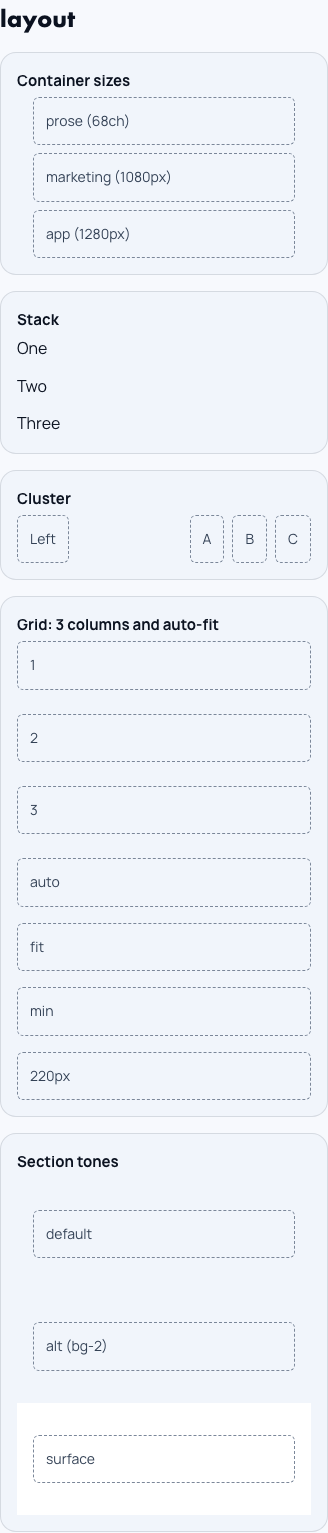 layout
Container sizes
prose (68ch)
marketing (1080px)
app (1280px)
Stack
One
Two
Three
Cluster
Left A B C
Grid: 3 columns and auto-fit
1
2
3
auto
fit
min
220px
Section tones
default
alt (bg-2)
surface